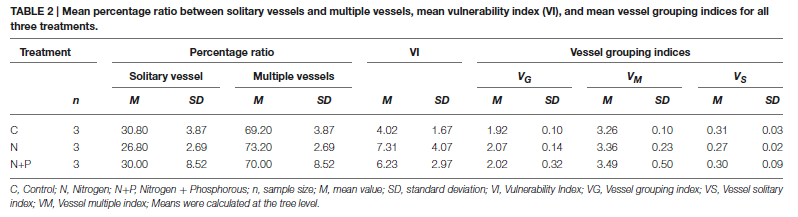 TABLE 2 | Mean percentage ratio between solitary vessels and multiple vessels, mean vulnerability index (VI), and mean vessel grouping indices for all
three treatments.
Treatment Percentage ratio VI Vessel grouping indices
Solitary vessel Multiple vessels VG VM VS
n M SD M SD M SD M SD M SD M SD
C 3 30.80 3.87 69.20 3.87 4.02 1.67 1.92 0.10 3.26 0.10 0.31 0.03
N 3 26.80 2.69 73.20 2.69 7.31 4.07 2.07 0.14 3.36 0.23 0.27 0.02
N+P 3 30.00 8.52 70.00 8.52 6.23 2.97 2.02 0.32 3.49 0.50 0.30 0.09
C, Control; N, Nitrogen; N+P, Nitrogen + Phosphorous; n, sample size; M, mean value; SD, standard deviation; VI, Vulnerability Index; VG, Vessel grouping index; VS, Vessel solitary
index; VM, Vessel multiple index; Means were calculated at the tree level.